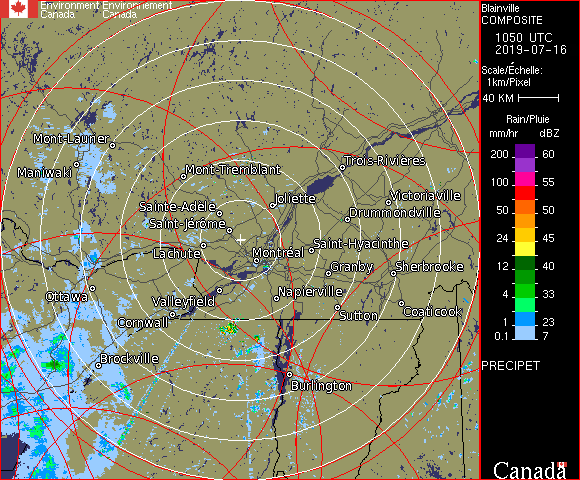 Environment Environnement
Canada Canada
Blainville
COMPOSITE
1050 UTC
2019-07-16
Scale/Échelle:
1km/Pixel
40 KM
Rain/Pluie
mm/hr dBZ
200 60
100 55
50 50
24 45
12 40
4 33
1 23
0.1 7
PRECIPET
Canada
Mont-Laurier
Maniwaki
Mont-Tremblant
Trois-Rivières
Sainte-Adèle
Joliette
Victoriaville
Saint-Jérôme
Drummondville
Lachute
Montréal
Saint-Hyacinthe
Granby
Sherbrooke
Ottawa
Valleyfield
Napierville
Cornwall
Sutton
Coaticook
Brockville
Burlington